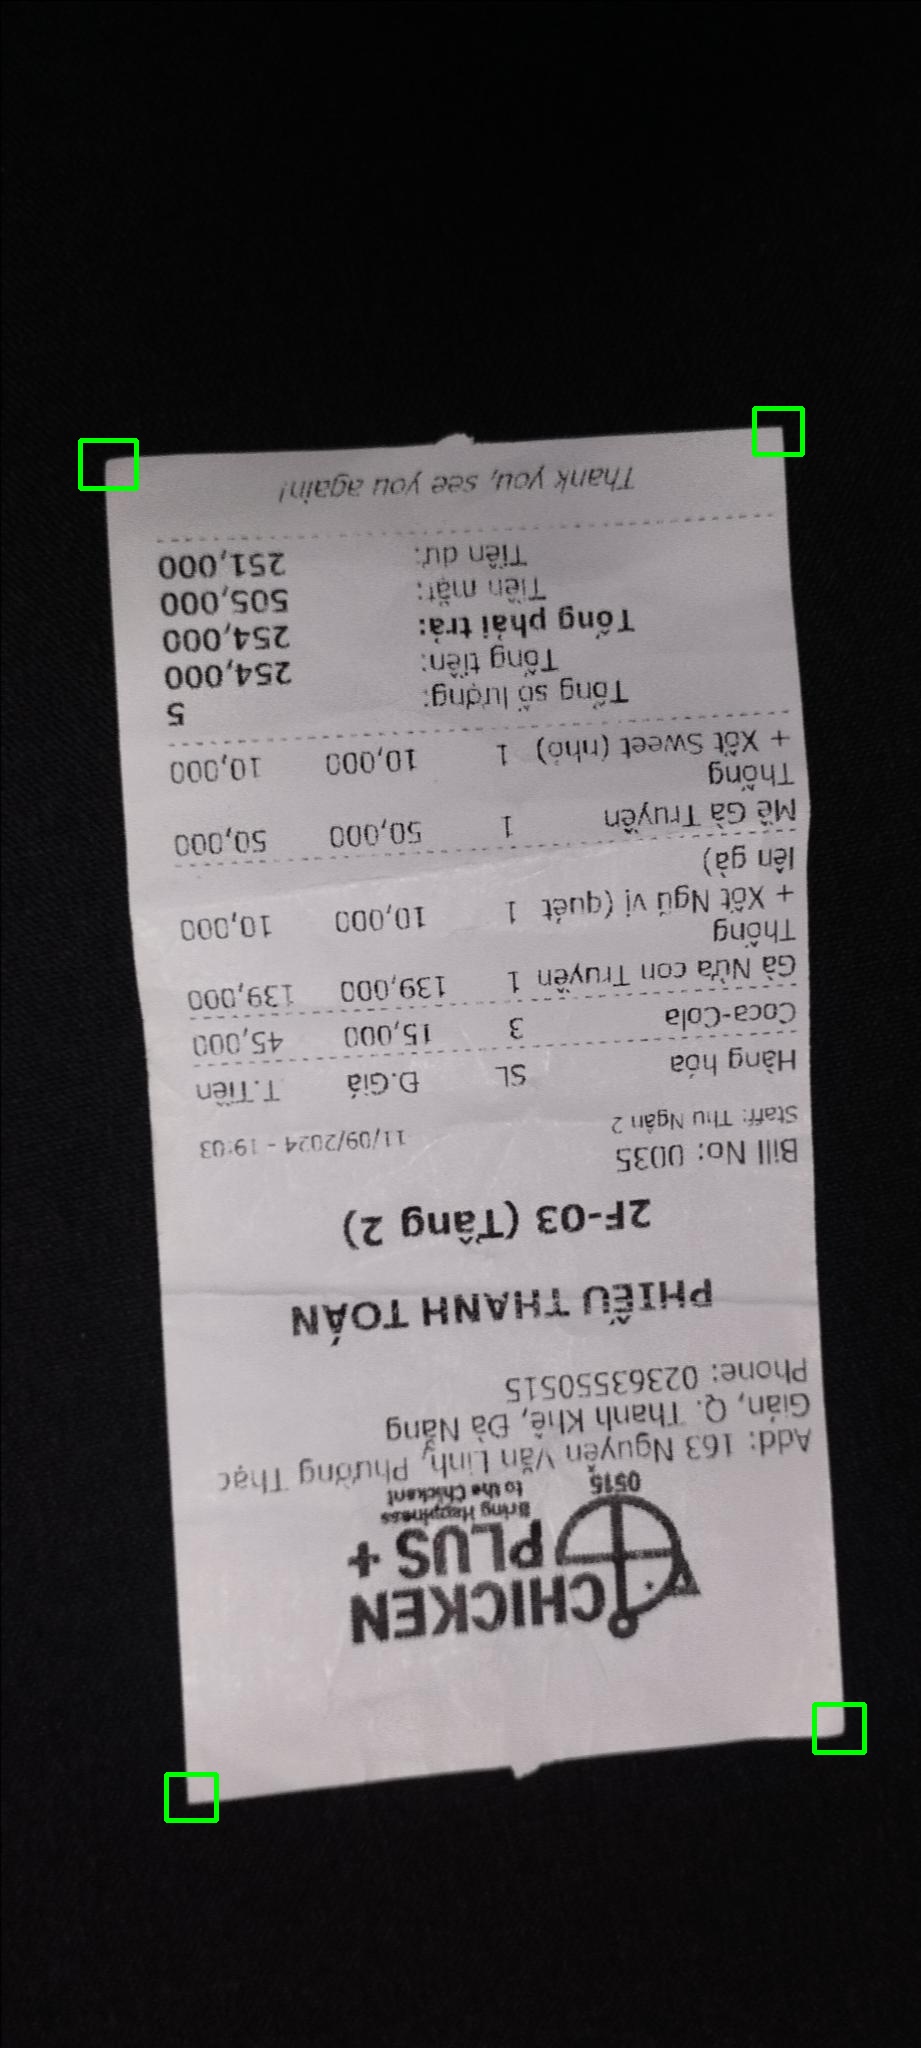 CHICKEN
PLUS +
Bring Happiness
to the Chickent
0515
Add: 163 Nguyễn Văn Linh, Phường Thạc
Gián, Q. Thanh Khê, Đà Nẵng
Phone: 02363550515
PHIẾU THANH TOÁN
2F-03 (Tầng 2)
Bill No: 0035
Staff: Thu Ngân 2 11/09/2024 - 19:03
Hàng hóa SL Đ.Giá T.Tiền
Coca-Cola 3 15,000 45,000
Gà Nửa con Truyền 1 139,000 139,000
Thống
+ Xốt Ngũ vị (quết 1 10,000 10,000
lên gà)
Mề Gà Truyền 1 50,000 50,000
Thống
+ Xốt Sweet (nhỏ) 1 10,000 10,000
Tổng số lượng: 5
Tổng tiền: 254,000
Tổng phải trả: 254,000
Tiền mặt: 505,000
Tiền dư: 251,000
Thank you, see you again!